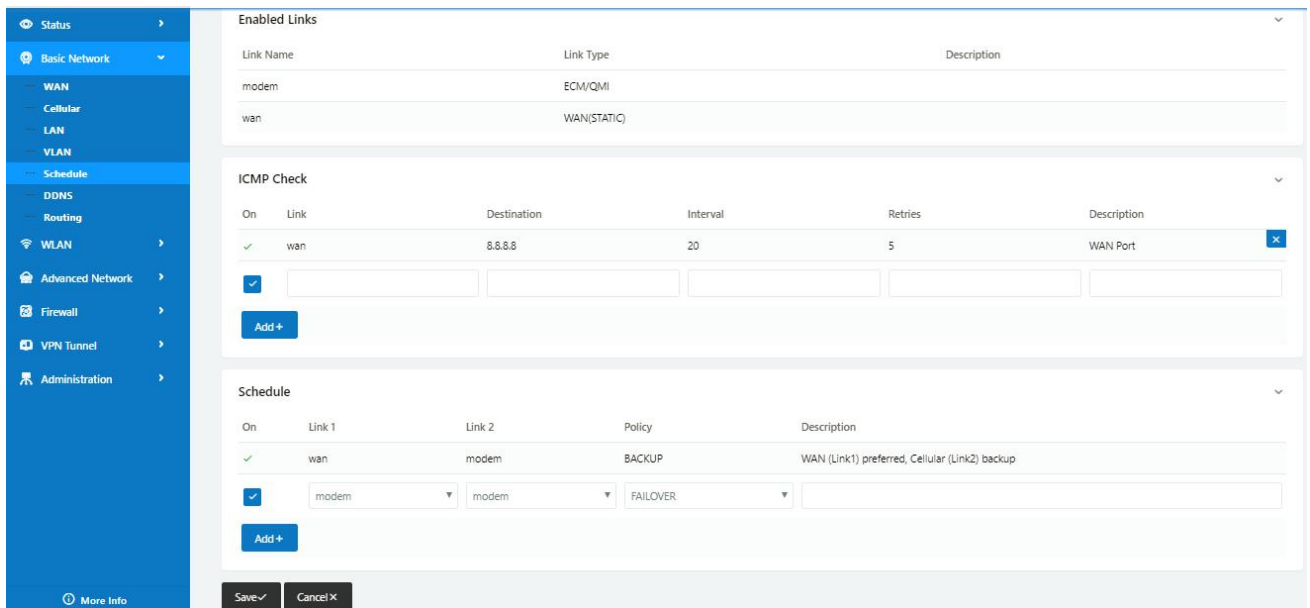 Status
Basic Network
WAN
Cellular
LAN
VLAN
Schedule
DDNS
Routing
WLAN
Advanced Network
Firewall
VPN Tunnel
Administration
More Info
Enabled Links
Link Name Link Type Description
modem ECM/QMI
wan WAN(STATIC)
ICMP Check
On Link Destination Interval Retries Description
wan 8.8.8.8 20 5 WAN Port
Add+
Schedule
On Link 1 Link 2 Policy Description
wan modem BACKUP WAN (Link1) preferred, Cellular (Link2) backup
modem modem FAILOVER
Add+
Save Cancel